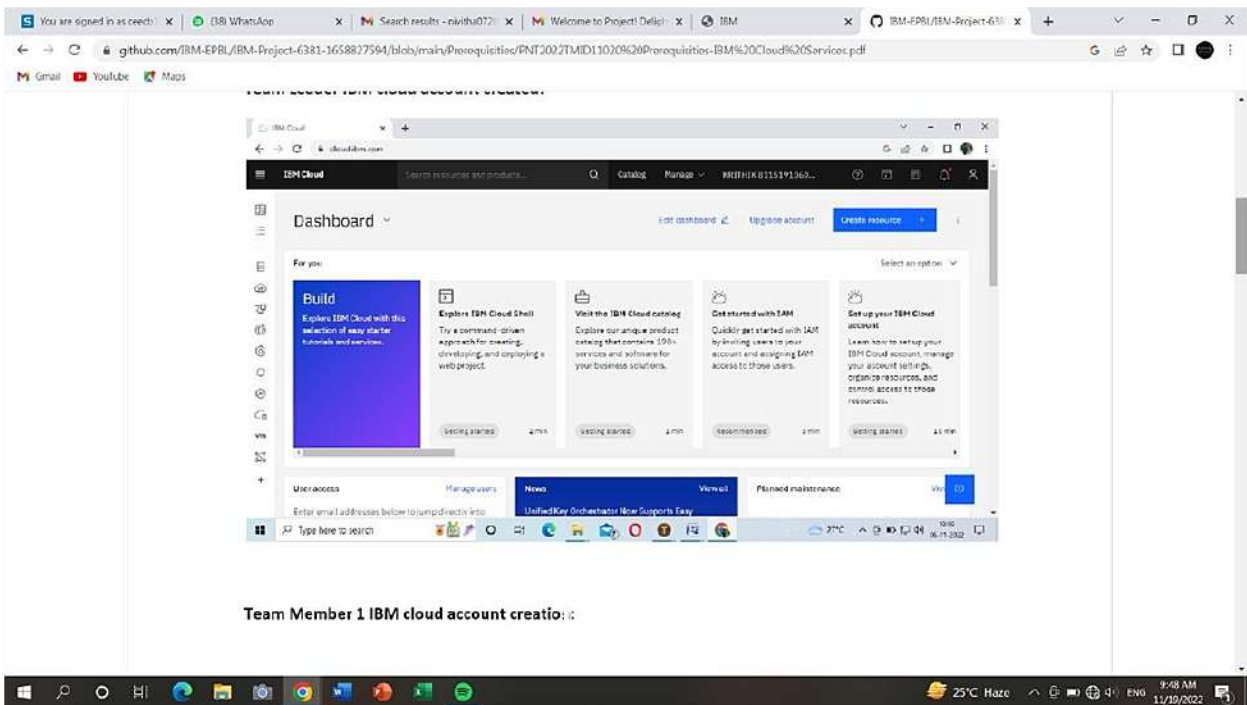 You are signed in as ceecb
(38) WhatsApp
Search results - nivitha072
Welcome to Project! Deligh
IBM
IBM-EPBL/IBM-Project-638
github.com/IBM-EPBL/IBM-Project-6381-1658827594/blob/main/Prerequisities/PNT2022TMID11020%20Prerequisities-IBM%20Cloud%20Services.pdf
Gmail
YouTube
Maps
Team Leader IBM cloud account created:
IBM Cloud
cloud.ibm.com
IBM Cloud
Search resources and products...
Catalog
Manage
Dashboard
Edit dashboard
Upgrade account
Create resource +
For you
Select an option
Build
Explore IBM Cloud with this
selection of easy starter
tutorials and services.
Explore IBM Cloud Shell
Try a command-driven
approach for creating,
developing, and deploying a
web project.
Getting started
2 min
Visit the IBM Cloud catalog
Explore our unique product
catalog that contains 190+
services and software for
your business solutions.
Getting started
2 min
Get started with IAM
Quickly get started with IAM
by inviting users to your
account and assigning IAM
access to those users.
Recommended
Set up your IBM Cloud
account
Learn how to set up your
IBM Cloud account, manage
your account settings,
organize resources, and
control access to those
resources.
Getting started
User access
Manage users
Enter email addresses below to jump directly into
News
View all
Unified Key Orchestrator Now Supports Easy
Planned maintenance
Type here to search
27°C
06-11-2022
Team Member 1 IBM cloud account creation:
25°C Haze
ENG
9:48 AM
11/19/2022